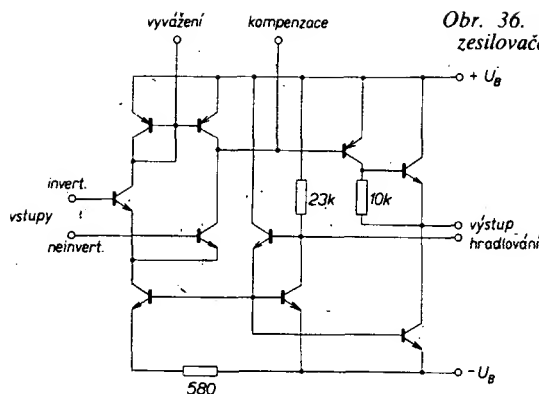 vyvážení
kompenzace
Obr. 36.
zesilovač
+ U_B
invert.
vstupy
neinvert.
23k
10k
výstup
hradlování
- U_B
580